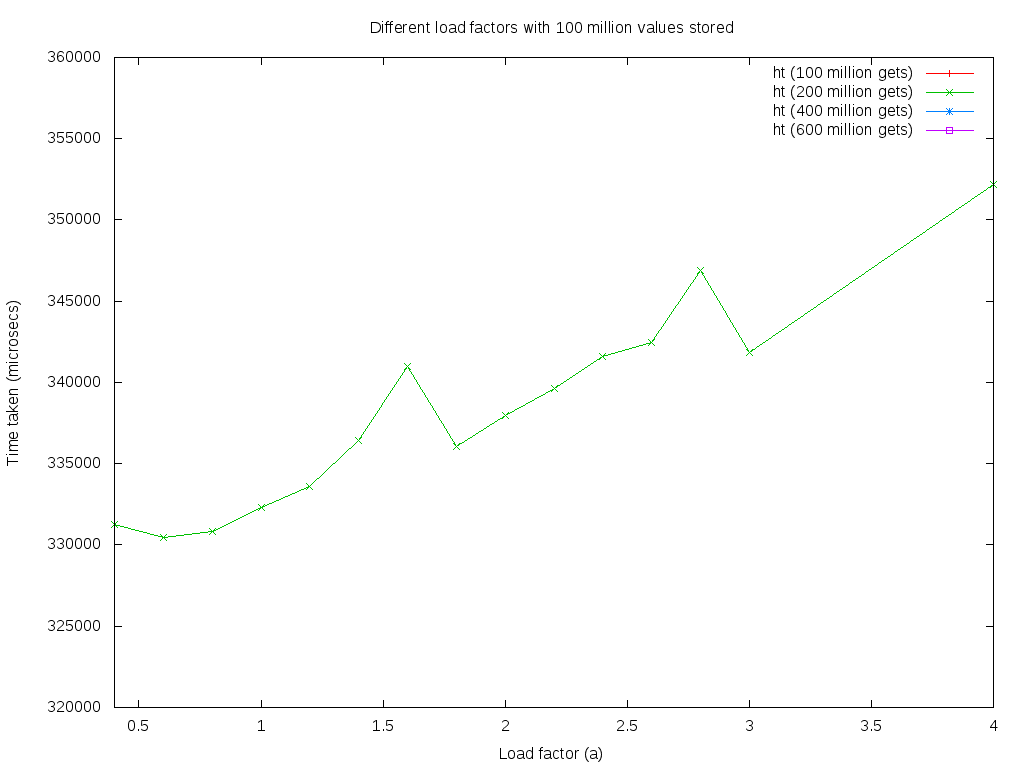 Different load factors with 100 million values stored
360000
355000
350000
345000
340000
335000
330000
325000
320000
Time taken (microsecs)
ht (100 million gets)
ht (200 million gets)
ht (400 million gets)
ht (600 million gets)
0.5 1 1.5 2 2.5 3 3.5 4
Load factor (a)